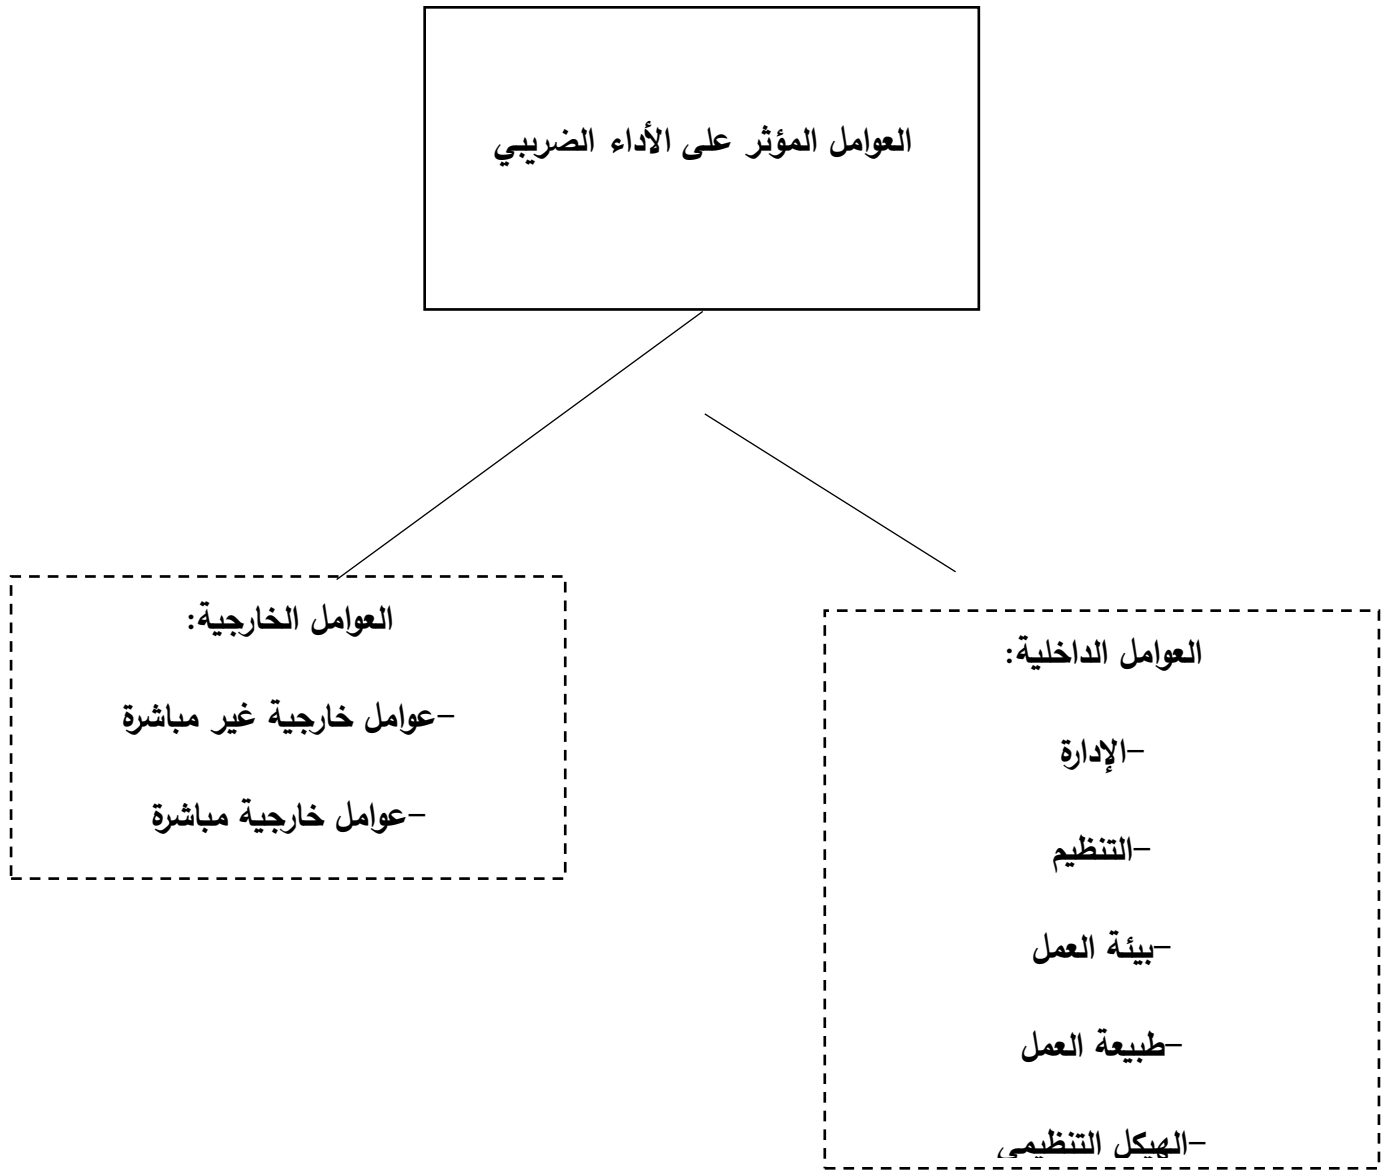 العوامل المؤثر على الأداء الضريبي
العوامل الداخلية:
-الإدارة
-التنظيم
-بيئة العمل
-طبيعة العمل
-الهيكل التنظيمي
العوامل الخارجية:
-عوامل خارجية غير مباشرة
-عوامل خارجية مباشرة